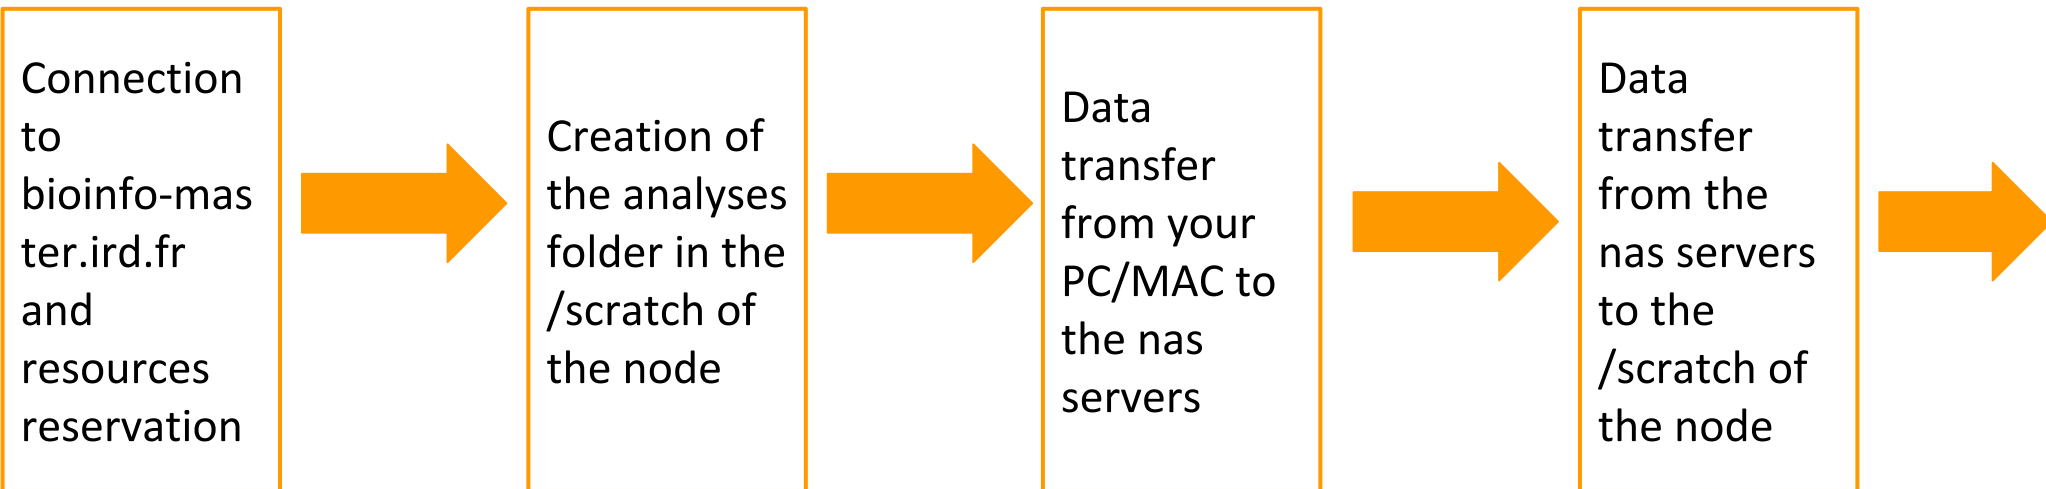 Connection
to
bioinfo-mas
ter.ird.fr
and
resources
reservation
Creation of
the analyses
folder in the
/scratch of
the node
Data
transfer
from your
PC/MAC to
the nas
servers
Data
transfer
from the
nas servers
to the
/scratch of
the node